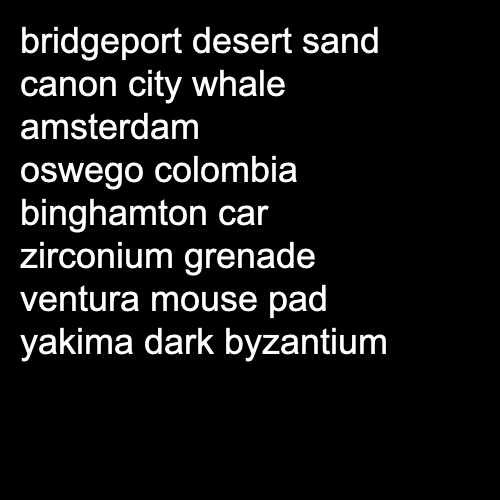 bridgeport desert sand
canon city whale
amsterdam
oswego colombia
binghamton car
zirconium grenade
ventura mouse pad
yakima dark byzantium